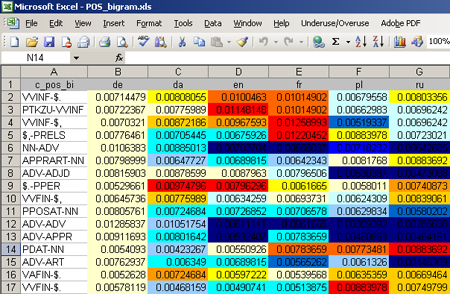 Microsoft Excel - POS_bigram.xls
File Edit View Insert Format Tools Data Window Help Underuse/Overuse Adobe PDF
100%
N14
A B C D E F G
1 c_pos_bi de da en fr pl ru
2 VVINF-$. 0.00714479 0.00808055 0.0100463 0.01014902 0.00679558 0.00803356
3 PTKZU-VVINF 0.00722367 0.00775989 0.01148148 0.01014902 0.00662983 0.00696242
4 VVINF-$, 0.0070321 0.00872186 0.00967593 0.01258993 0.00519337 0.00696242
5 $,-PRELS 0.00776461 0.00705445 0.00675926 0.01220452 0.00883978 0.00723021
6 NN-ADV 0.0106383 0.00885013
7 APPRART-NN 0.00798999 0.00647727 0.00689815 0.00642343 0.0081768 0.00883692
8 ADV-ADJD 0.00815903 0.00878599 0.0087963 0.00796506
9 $.-PPER 0.00529661 0.00974796 0.00796296 0.0061665 0.0058011 0.00740873
10 VVFIN-$, 0.00645736 0.00775989 0.00634259 0.00693731 0.00624309 0.00839061
11 PPOSAT-NN 0.00805761 0.00724684 0.00726852 0.00706578 0.00629834 0.00580202
12 ADV-ADV 0.01285837 0.01051754
13 ADV-APPR 0.00911693 0.00801642
14 PDAT-NN 0.0054093 0.00423267 0.00550926 0.00783659 0.00773481 0.00963632
15 ADV-ART 0.00762937 0.006349 0.00689815 0.00565262 0.0061326
16 VAFIN-$. 0.0052628 0.00724684 0.00597222 0.00539568 0.00635359 0.00669464
17 VVFIN-$. 0.00578119 0.00468159 0.00490741 0.00513875 0.00683978 0.00749799